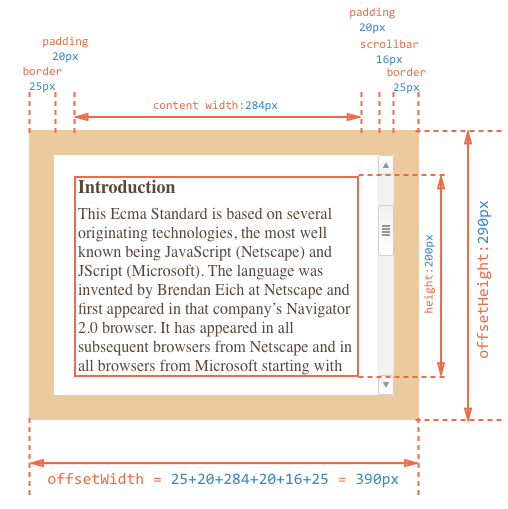 padding
20px
padding
20px
scrollbar
16px
border
25px
border
25px
content width:284px
Introduction
This Ecma Standard is based on several
originating technologies, the most well
known being JavaScript (Netscape) and
JScript (Microsoft). The language was
invented by Brendan Eich at Netscape and
first appeared in that company’s Navigator
2.0 browser. It has appeared in all
subsequent browsers from Netscape and in
all browsers from Microsoft starting with
height:200px
offsetHeight:290px
offsetWidth = 25+20+284+20+16+25 = 390px